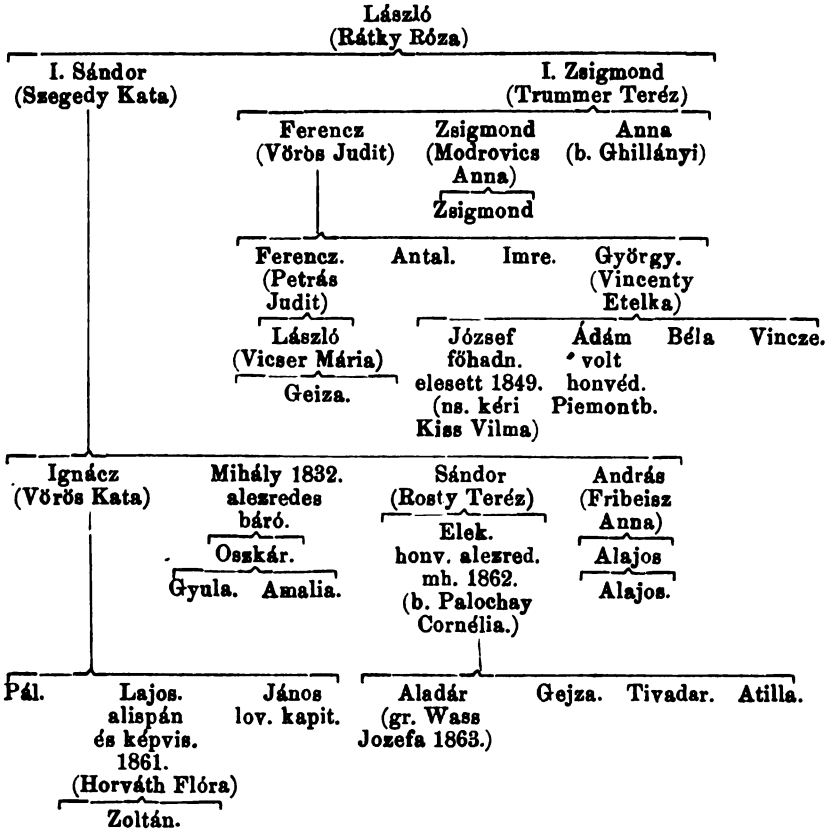 László
(Rátky Róza)
I. Sándor I. Zsigmond
(Szegedy Kata) (Trummer Teréz)
Ferencz Zsigmond Anna
(Vörös Judit) (Modrovics (b. Ghillányi)
Anna)
Zsigmond
Ferencz. Antal. Imre. György.
(Petrás (Vincenty
Judit) Etelka)
László József Ádám Béla Vincze.
(Vicser Mária) főhadn. volt
elesett 1849. honvéd.
Geiza. (ns. kéri Piemontb.
Kiss Vilma)
Ignácz Mihály 1832. Sándor András
(Vörös Kata) alezredes (Rosty Teréz) (Fribeisz
báró. Anna)
Oszkár. Elek. Alajos
honv. alezred.
Gyula. Amalia. mh. 1862. Alajos.
(b. Palochay
Cornélia.)
Pál. Lajos. János Aladár Gejza. Tivadar. Atilla.
alispán lov. kapit. (gr. Wass
és képvis. Jozefa 1863.)
1861.
(Horváth Flóra)
Zoltán.